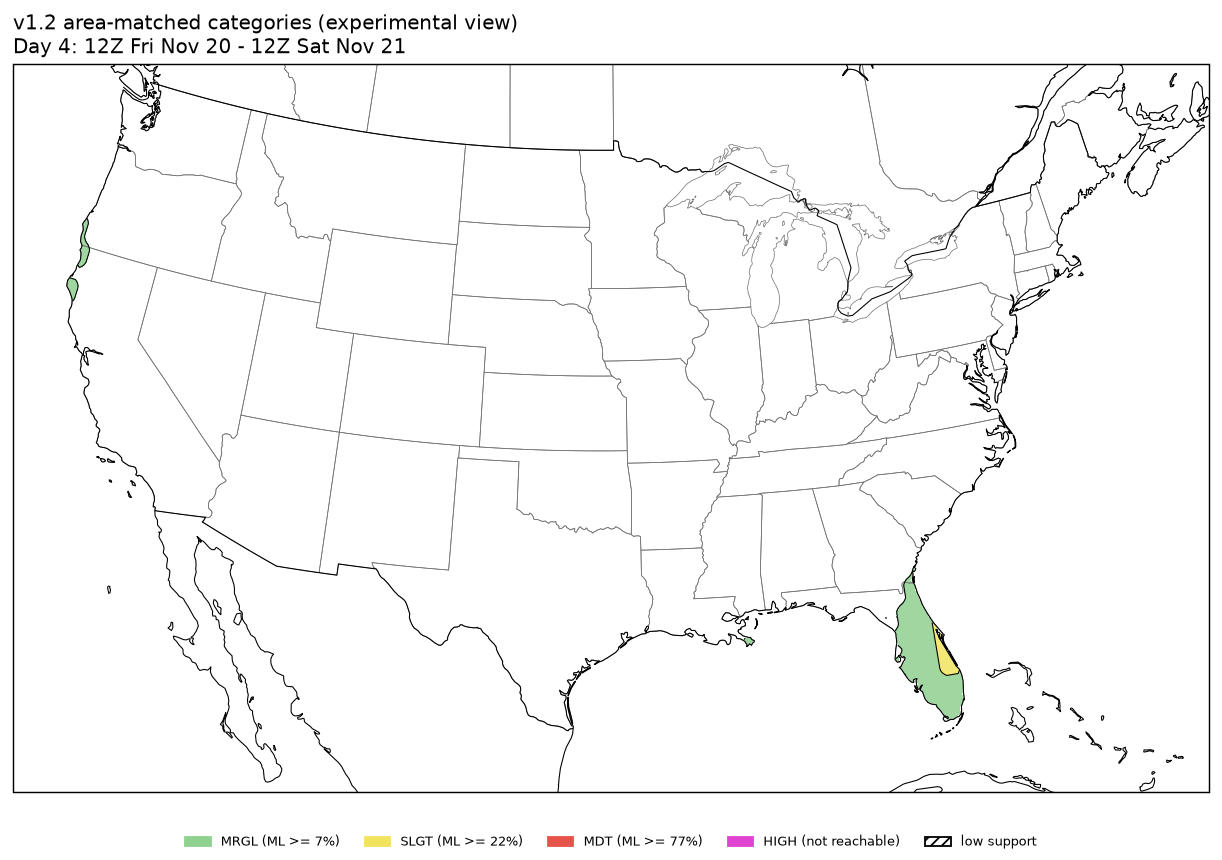 v1.2 area-matched categories (experimental view)
Day 4: 12Z Fri Nov 20 - 12Z Sat Nov 21
MRGL (ML >= 7%)
SLGT (ML >= 22%)
MDT (ML >= 77%)
HIGH (not reachable)
low support